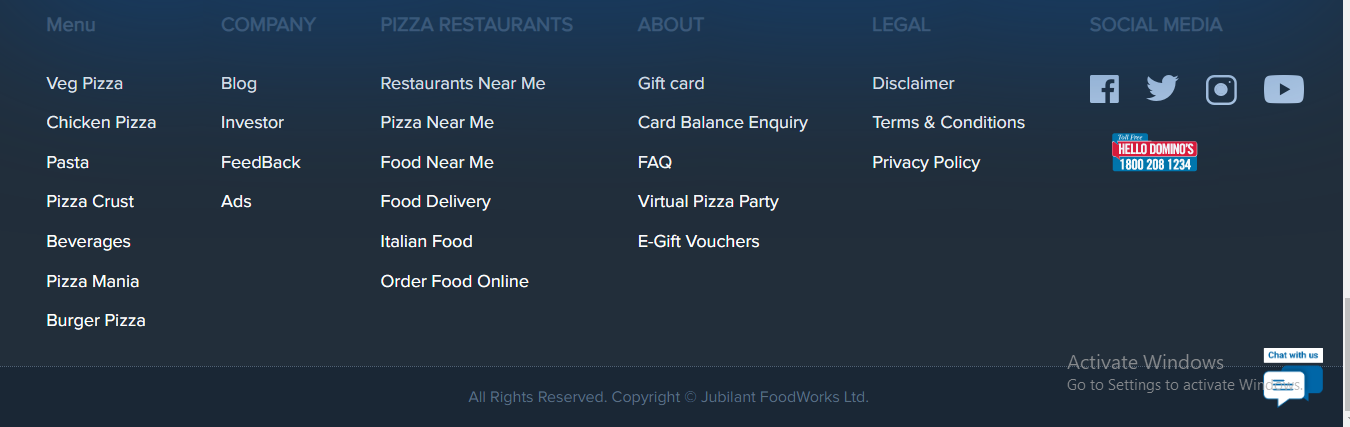 Menu
Veg Pizza
Chicken Pizza
Pasta
Pizza Crust
Beverages
Pizza Mania
Burger Pizza
COMPANY
Blog
Investor
FeedBack
Ads
PIZZA RESTAURANTS
Restaurants Near Me
Pizza Near Me
Food Near Me
Food Delivery
Italian Food
Order Food Online
ABOUT
Gift card
Card Balance Enquiry
FAQ
Virtual Pizza Party
E-Gift Vouchers
LEGAL
Disclaimer
Terms & Conditions
Privacy Policy
SOCIAL MEDIA
Toll Free
HELLO DOMINO'S
1800 208 1234
Activate Windows
Go to Settings to activate Windows.
Chat with us
All Rights Reserved. Copyright © Jubilant FoodWorks Ltd.